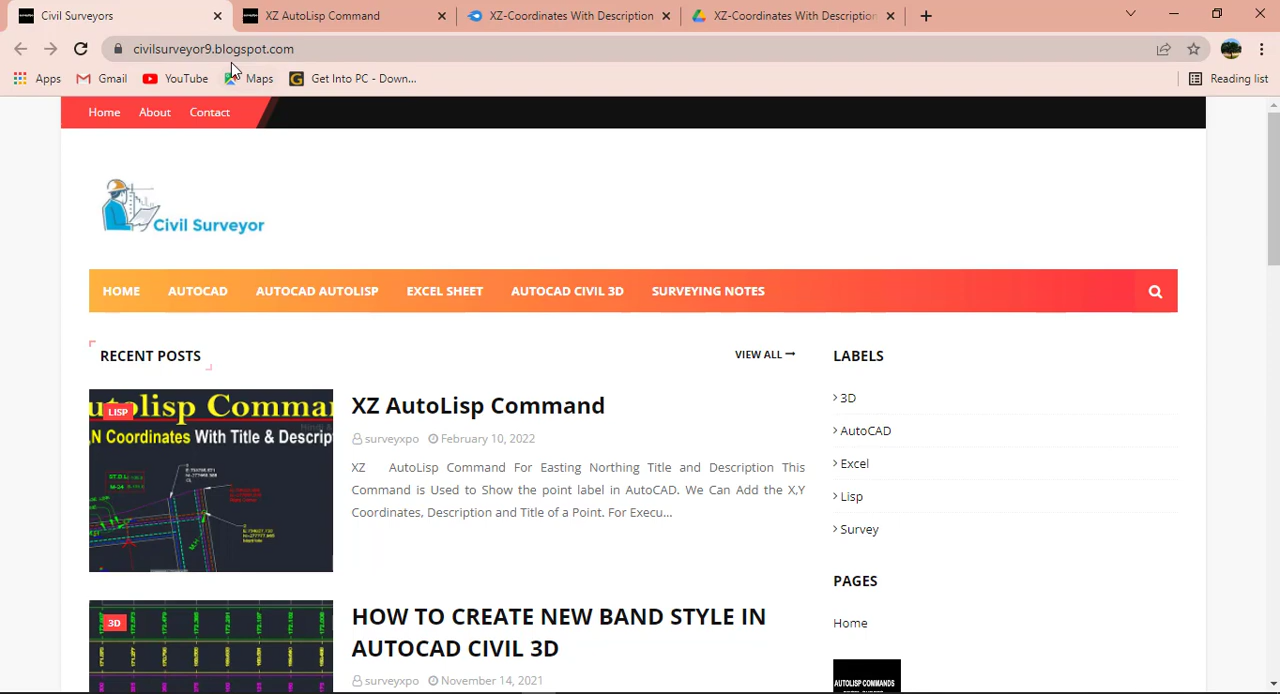 Civil Surveyors
XZ AutoLisp Command
XZ-Coordinates With Description
XZ-Coordinates With Description
civilsurveyor9.blogspot.com
Apps
Gmail
YouTube
Maps
Get Into PC - Down...
Reading list
Home
About
Contact
Civil Surveyor
HOME
AUTOCAD
AUTOCAD AUTOLISP
EXCEL SHEET
AUTOCAD CIVIL 3D
SURVEYING NOTES
RECENT POSTS
VIEW ALL
utolisp Comman
LISP
,N Coordinates With Title & Descript
XZ AutoLisp Command
surveyxpo February 10, 2022
XZ AutoLisp Command For Easting Northing Title and Description This
Command is Used to Show the point label in AutoCAD. We Can Add the X,Y
Coordinates, Description and Title of a Point. For Execu...
3D
HOW TO CREATE NEW BAND STYLE IN
AUTOCAD CIVIL 3D
surveyxpo November 14, 2021
LABELS
3D
AutoCAD
Excel
Lisp
Survey
PAGES
Home
AUTOLISP COMMANDS